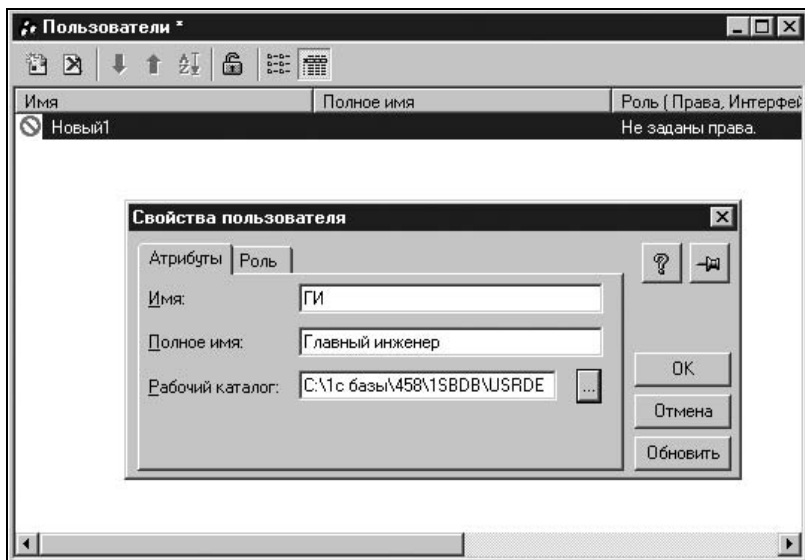 Пользователи *
Имя Полное имя Роль ( Права, Интерфей
Новый1 Не заданы права.
Свойства пользователя
Атрибуты Роль
Имя: ГИ
Полное имя: Главный инженер
Рабочий каталог: C:\1с базы\458\1SBDB\USRDE ...
OK
Отмена
Обновить